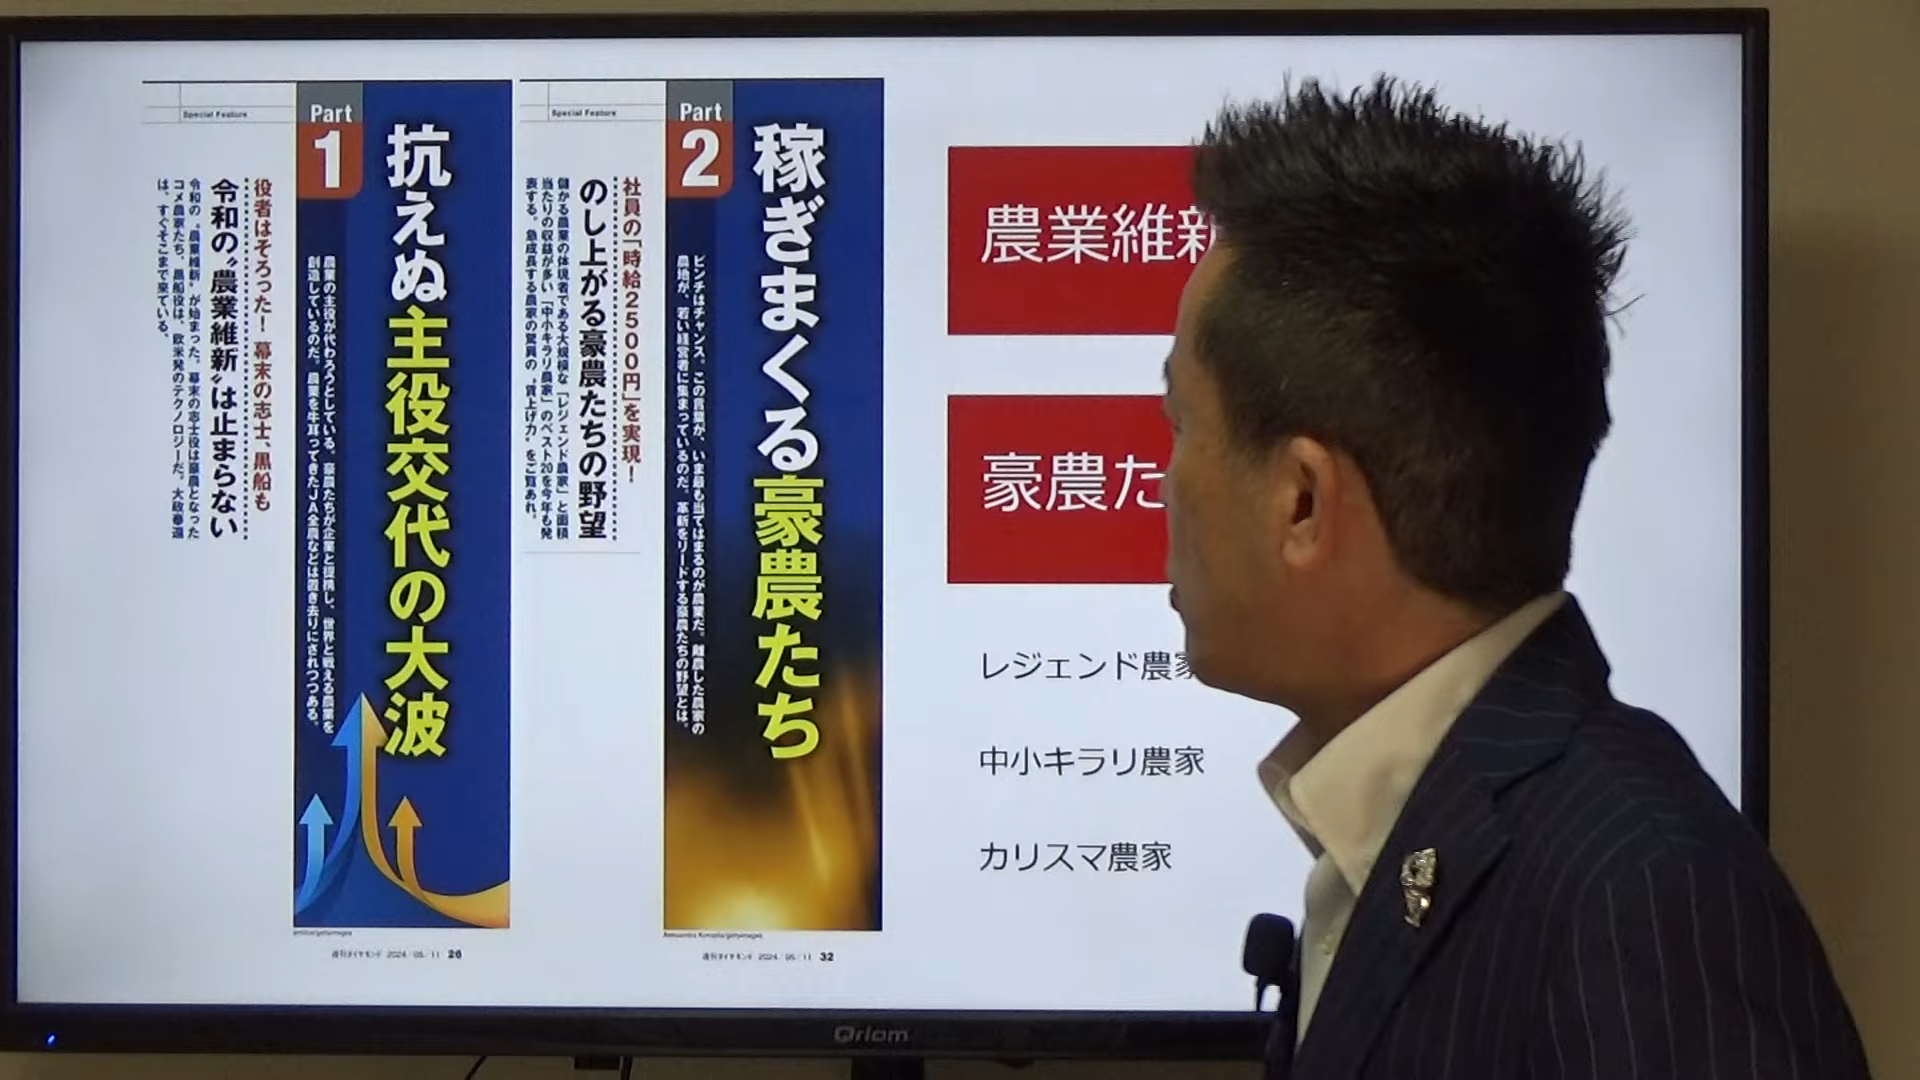 Special Feature
Part
1
抗えぬ主役交代の大波
農業の主役が代わろうとしている。豪農たちが企業と提携し、世界と戦える農業を
創造しているのだ。農業を牛耳ってきたJA全農などは置き去りにされつつある。
役者はそろった！幕末の志士、黒船も
令和の“農業維新”は止まらない
令和の“農業維新”が始まった。幕末の志士役は豪農となった
コメ農家たち、黒船役は、欧米発のテクノロジーだ。大政奉還
は、すぐそこまで来ている。
週刊ダイヤモンド 2024/05/11 26
Special Feature
Part
2
稼ぎまくる豪農たち
ピンチはチャンス。この言葉が、いま最も当てはまるのが農業だ。離農した農家の
農地が、若い経営者に集まっているのだ。革新をリードする豪農たちの野望とは。
社員の「時給2500円」を実現！
のし上がる豪農たちの野望
儲かる農業の体現者である大規模な「レジェンド農家」と面積
当たりの収益が多い「中小キラリ農家」のベスト20を今年も発
表する。急成長する農家の驚異の“賃上げ力”をご覧あれ。
週刊ダイヤモンド 2024/05/11 32
農業維新
豪農た
レジェンド農家
中小キラリ農家
カリスマ農家
Qriom